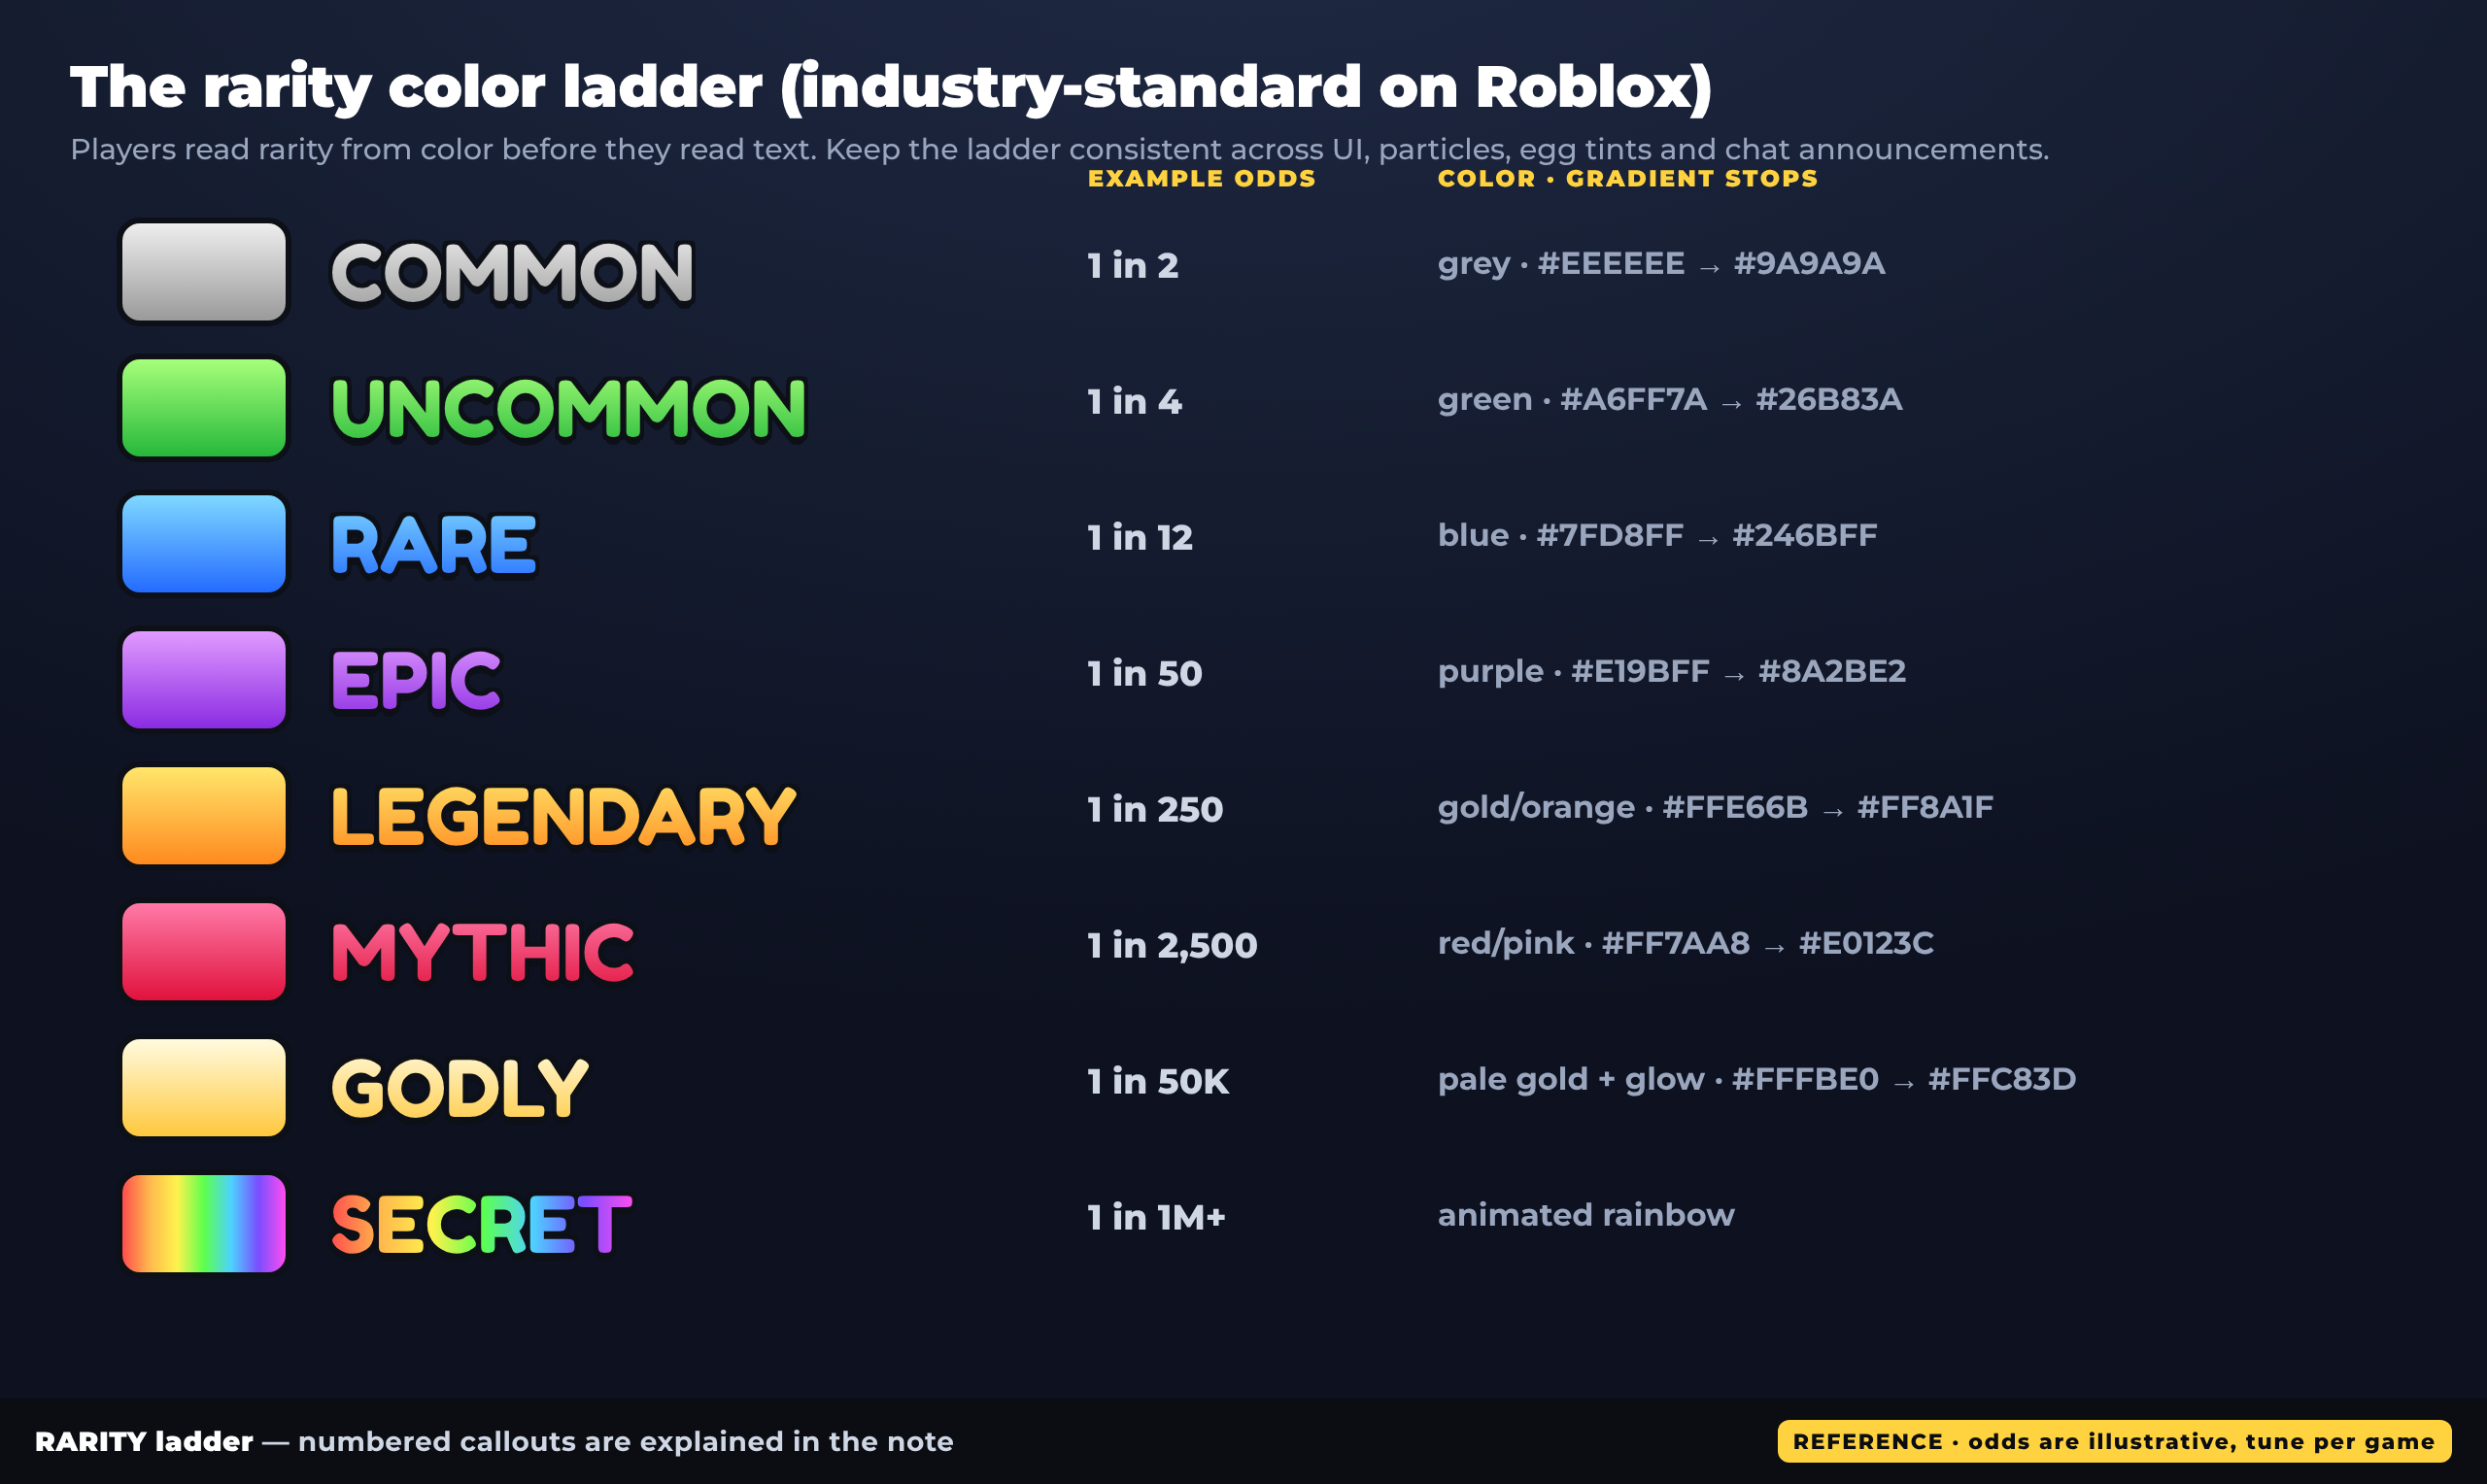 The rarity color ladder (industry-standard on Roblox)
Players read rarity from color before they read text. Keep the ladder consistent across UI, particles, egg tints and chat announcements.
EXAMPLE ODDS COLOR · GRADIENT STOPS
COMMON 1 in 2 grey · #EEEEEE → #9A9A9A
UNCOMMON 1 in 4 green · #A6FF7A → #26B83A
RARE 1 in 12 blue · #7FD8FF → #246BFF
EPIC 1 in 50 purple · #E19BFF → #8A2BE2
LEGENDARY 1 in 250 gold/orange · #FFE66B → #FF8A1F
MYTHIC 1 in 2,500 red/pink · #FF7AA8 → #E0123C
GODLY 1 in 50K pale gold + glow · #FFFBE0 → #FFC83D
SECRET 1 in 1M+ animated rainbow
RARITY ladder — numbered callouts are explained in the note
REFERENCE · odds are illustrative, tune per game